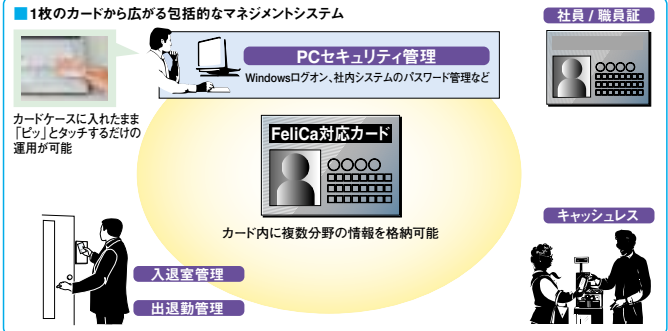 ■1枚のカードから広がる包括的なマネジメントシステム
社員 / 職員証
PCセキュリティ管理
Windowsログオン、社内システムのパスワード管理など
カードケースに入れたまま
「ピッ」とタッチするだけの
運用が可能
FeliCa対応カード
カード内に複数分野の情報を格納可能
キャッシュレス
入退室管理
出退勤管理